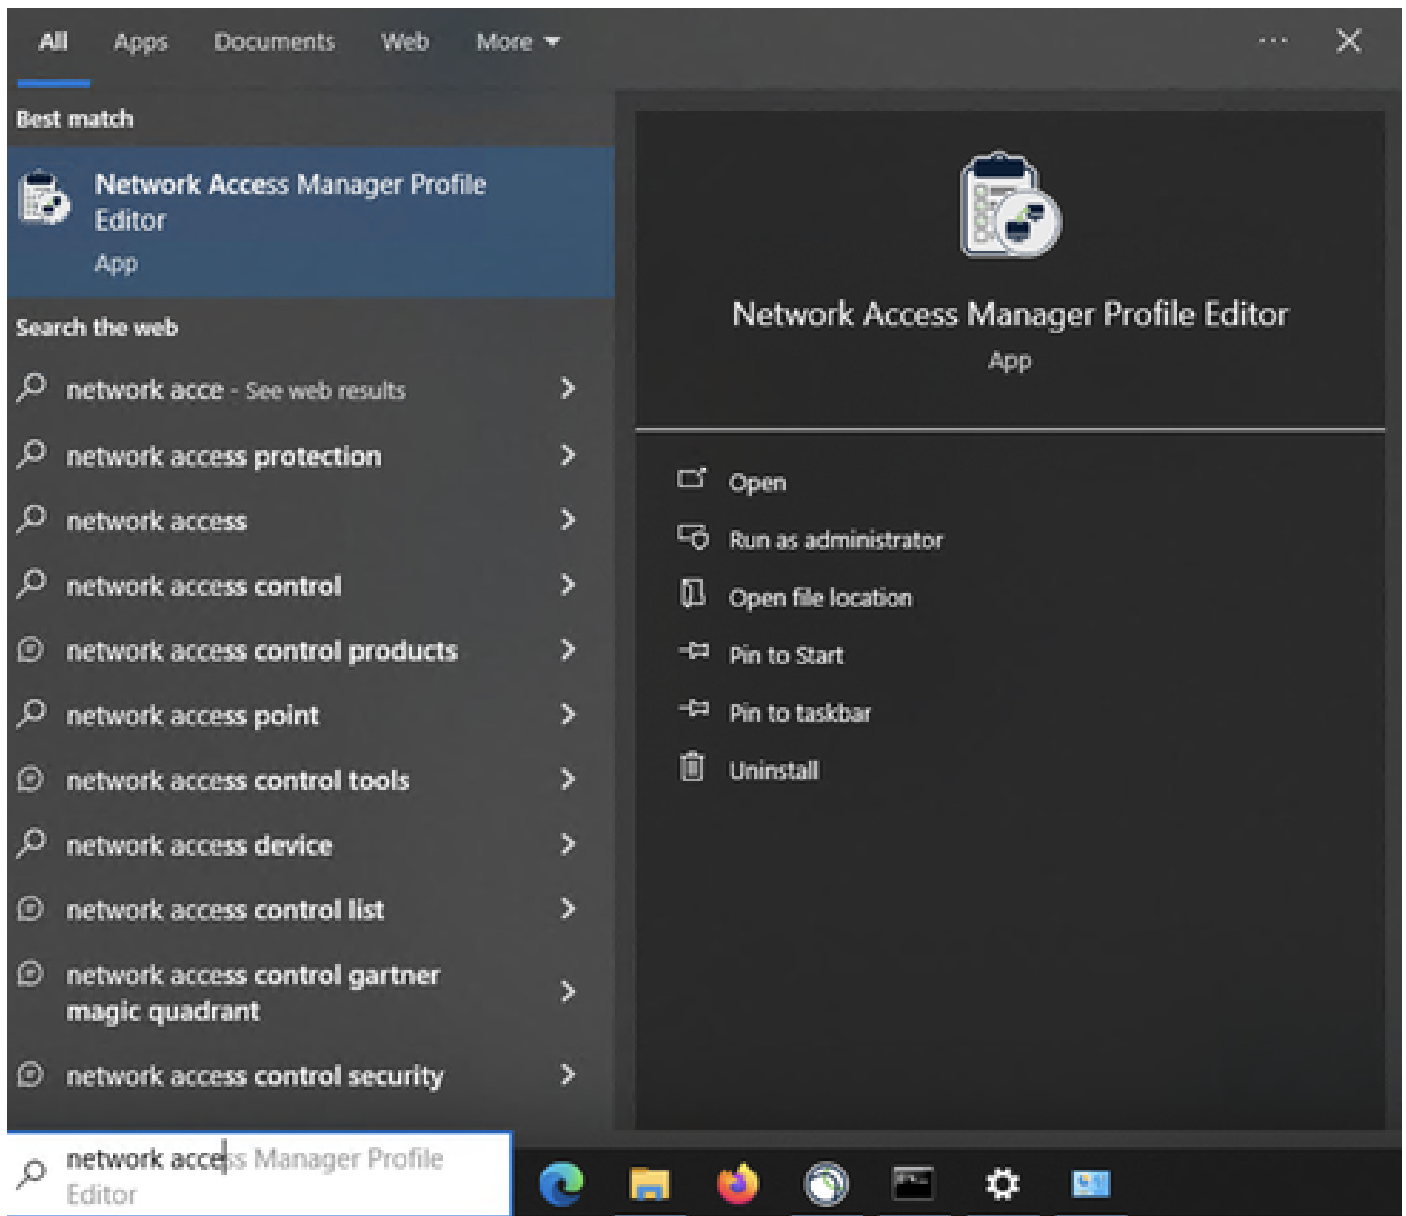 All Apps Documents Web More ...
Best match
Network Access Manager Profile
Editor
App
Search the web
network acce - See web results
network access protection
network access
network access control
network access control products
network access point
network access control tools
network access device
network access control list
network access control gartner
magic quadrant
network access control security
network access Manager Profile
Editor
Network Access Manager Profile Editor
App
Open
Run as administrator
Open file location
Pin to Start
Pin to taskbar
Uninstall